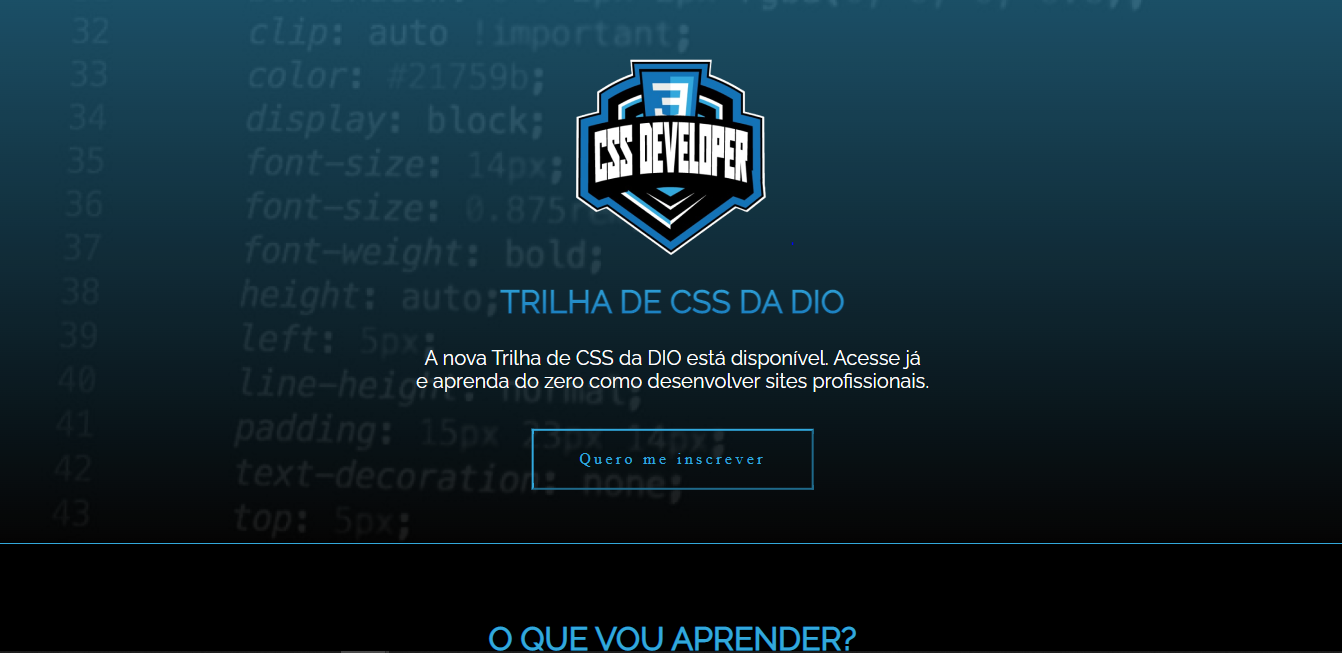 32 clip: auto !important;
33 color: #21759b;
34 display: block;
35 font-size: 14px;
36 font-size: 0.875
37 font-weight: bold;
38 height: auto;
39 left: 5px;
40 line-height: normal;
41 padding: 15px 23px 14px;
42 text-decoration: none;
43 top: 5px;
3
CSS DEVELOPER
TRILHA DE CSS DA DIO
A nova Trilha de CSS da DIO está disponível. Acesse já
e aprenda do zero como desenvolver sites profissionais.
Quero me inscrever
O QUE VOU APRENDER?